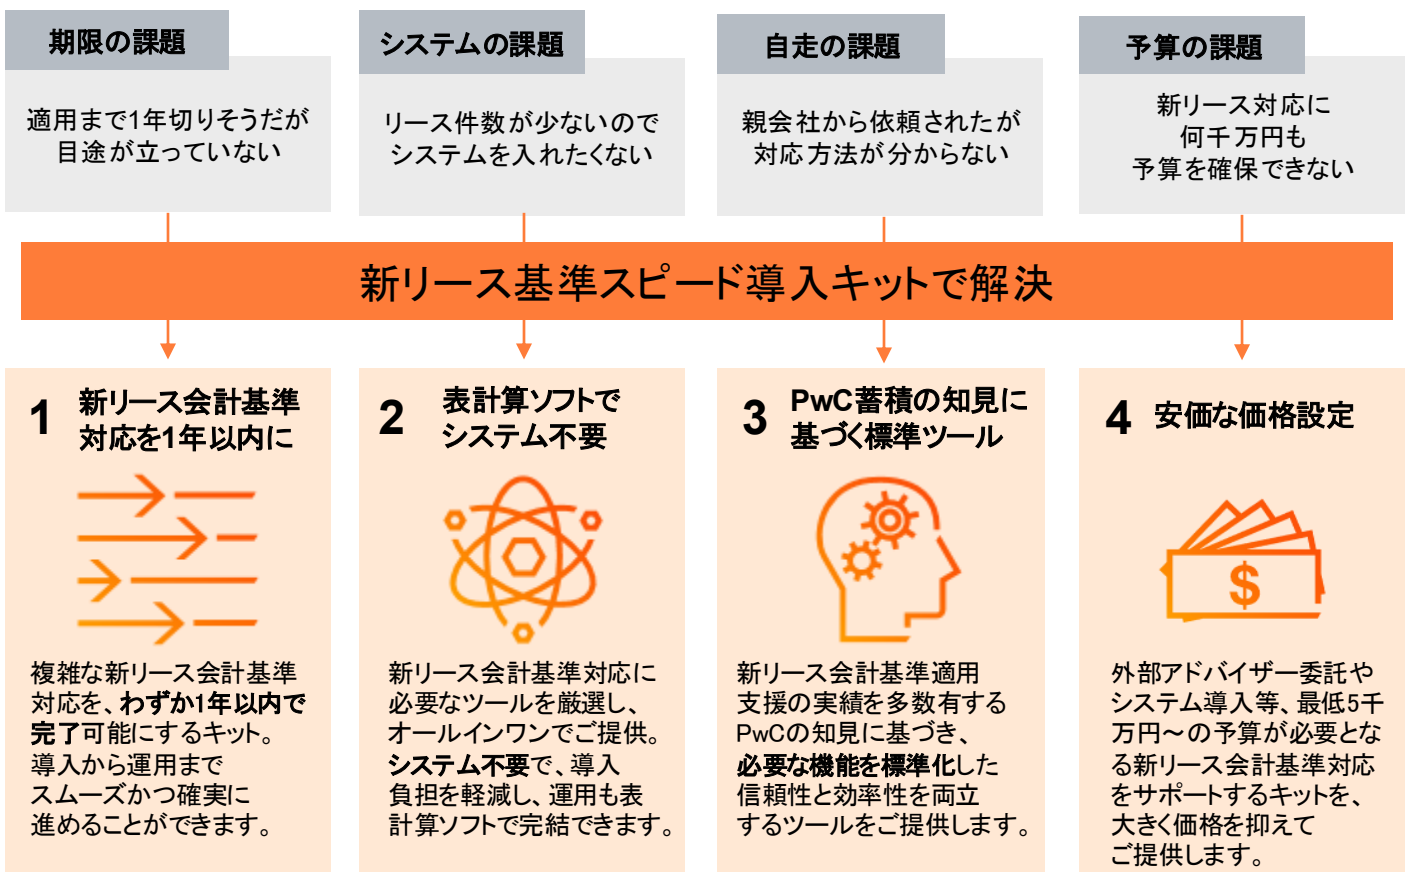 期限の課題
適用まで1年切りそうだが
目途が立っていない
システムの課題
リース件数が少ないので
システムを入れたくない
自走の課題
親会社から依頼されたが
対応方法が分からない
予算の課題
新リース対応に
何千万円も
予算を確保できない
新リース基準スピード導入キットで解決
1 新リース会計基準
対応を1年以内に
複雑な新リース会計基準
対応を、わずか1年以内で
完了可能にするキット。
導入から運用まで
スムーズかつ確実に
進めることができます。
2 表計算ソフトで
システム不要
新リース会計基準対応に
必要なツールを厳選し、
オールインワンでご提供。
システム不要で、導入
負担を軽減し、運用も表
計算ソフトで完結できます。
3 PwC蓄積の知見に
基づく標準ツール
新リース会計基準適用
支援の実績を多数有する
PwCの知見に基づき、
必要な機能を標準化した
信頼性と効率性を両立
するツールをご提供します。
4 安価な価格設定
$
外部アドバイザー委託や
システム導入等、最低5千
万円～の予算が必要とな
る新リース会計基準対応
をサポートするキットを、
大きく価格を抑えて
ご提供します。